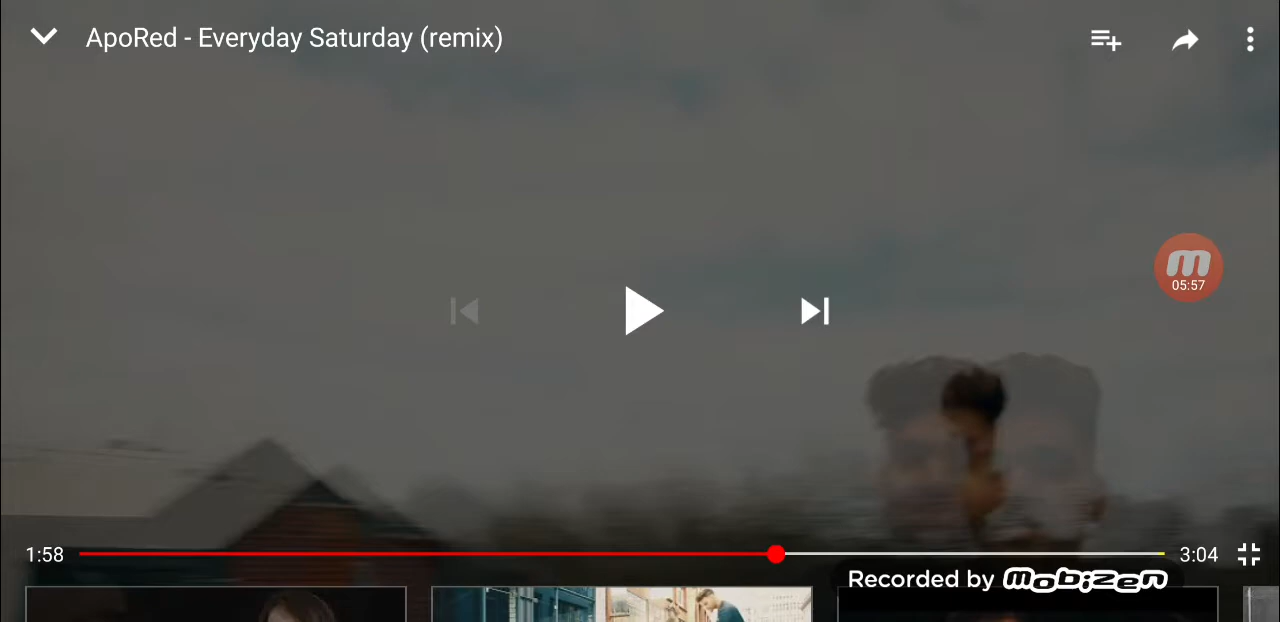 ApoRed - Everyday Saturday (remix)
m
05:57
1:58
3:04
Recorded by mobizen